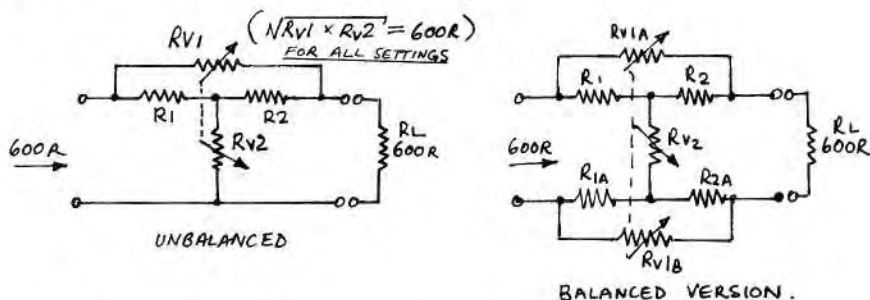 RV1
(√RV1 × RV2 = 600R)
FOR ALL SETTINGS
R1
R2
RV2
600R
RL
600R
UNBALANCED
RV1A
R1
R2
RV2
600R
RL
600R
R1A
R2A
RV1B
BALANCED VERSION.